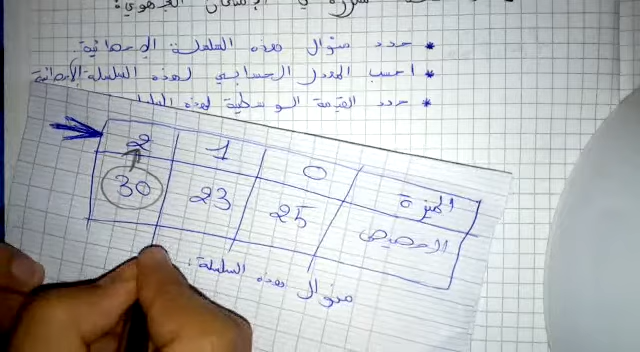 * حدد منوال هذه السلسلة الإحصائية.
* احسب المعدل الحسابي لهذه السلسلة الإحصائية
* حدد القيمة الوسطية لهذه
الميزة 0 1 2
الحصيص 25 23 30
منوال هذه السلسلة: